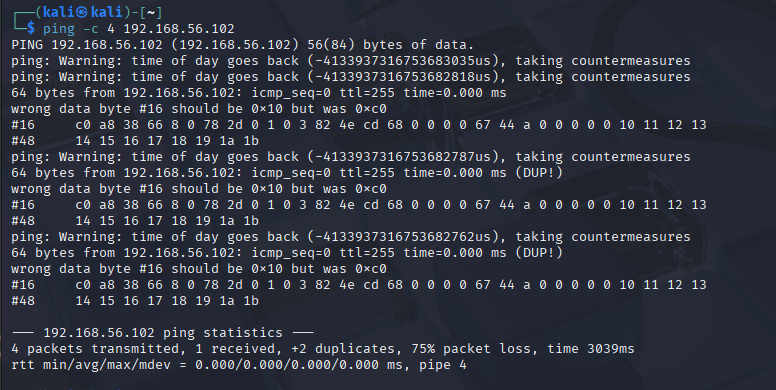 ┌──(kali㉿kali)-[~]
└─$ ping -c 4 192.168.56.102
PING 192.168.56.102 (192.168.56.102) 56(84) bytes of data.
ping: Warning: time of day goes back (-4133937316753683035us), taking countermeasures
ping: Warning: time of day goes back (-4133937316753682818us), taking countermeasures
64 bytes from 192.168.56.102: icmp_seq=0 ttl=255 time=0.000 ms
wrong data byte #16 should be 0×10 but was 0×c0
#16     c0 a8 38 66 8 0 78 2d 0 1 0 3 82 4e cd 68 0 0 0 0 67 44 a 0 0 0 0 0 10 11 12 13
#48     14 15 16 17 18 19 1a 1b
ping: Warning: time of day goes back (-4133937316753682787us), taking countermeasures
64 bytes from 192.168.56.102: icmp_seq=0 ttl=255 time=0.000 ms (DUP!)
wrong data byte #16 should be 0×10 but was 0×c0
#16     c0 a8 38 66 8 0 78 2d 0 1 0 3 82 4e cd 68 0 0 0 0 67 44 a 0 0 0 0 0 10 11 12 13
#48     14 15 16 17 18 19 1a 1b
ping: Warning: time of day goes back (-4133937316753682762us), taking countermeasures
64 bytes from 192.168.56.102: icmp_seq=0 ttl=255 time=0.000 ms (DUP!)
wrong data byte #16 should be 0×10 but was 0×c0
#16     c0 a8 38 66 8 0 78 2d 0 1 0 3 82 4e cd 68 0 0 0 0 67 44 a 0 0 0 0 0 10 11 12 13
#48     14 15 16 17 18 19 1a 1b
--- 192.168.56.102 ping statistics ---
4 packets transmitted, 1 received, +2 duplicates, 75% packet loss, time 3039ms
rtt min/avg/max/mdev = 0.000/0.000/0.000/0.000 ms, pipe 4